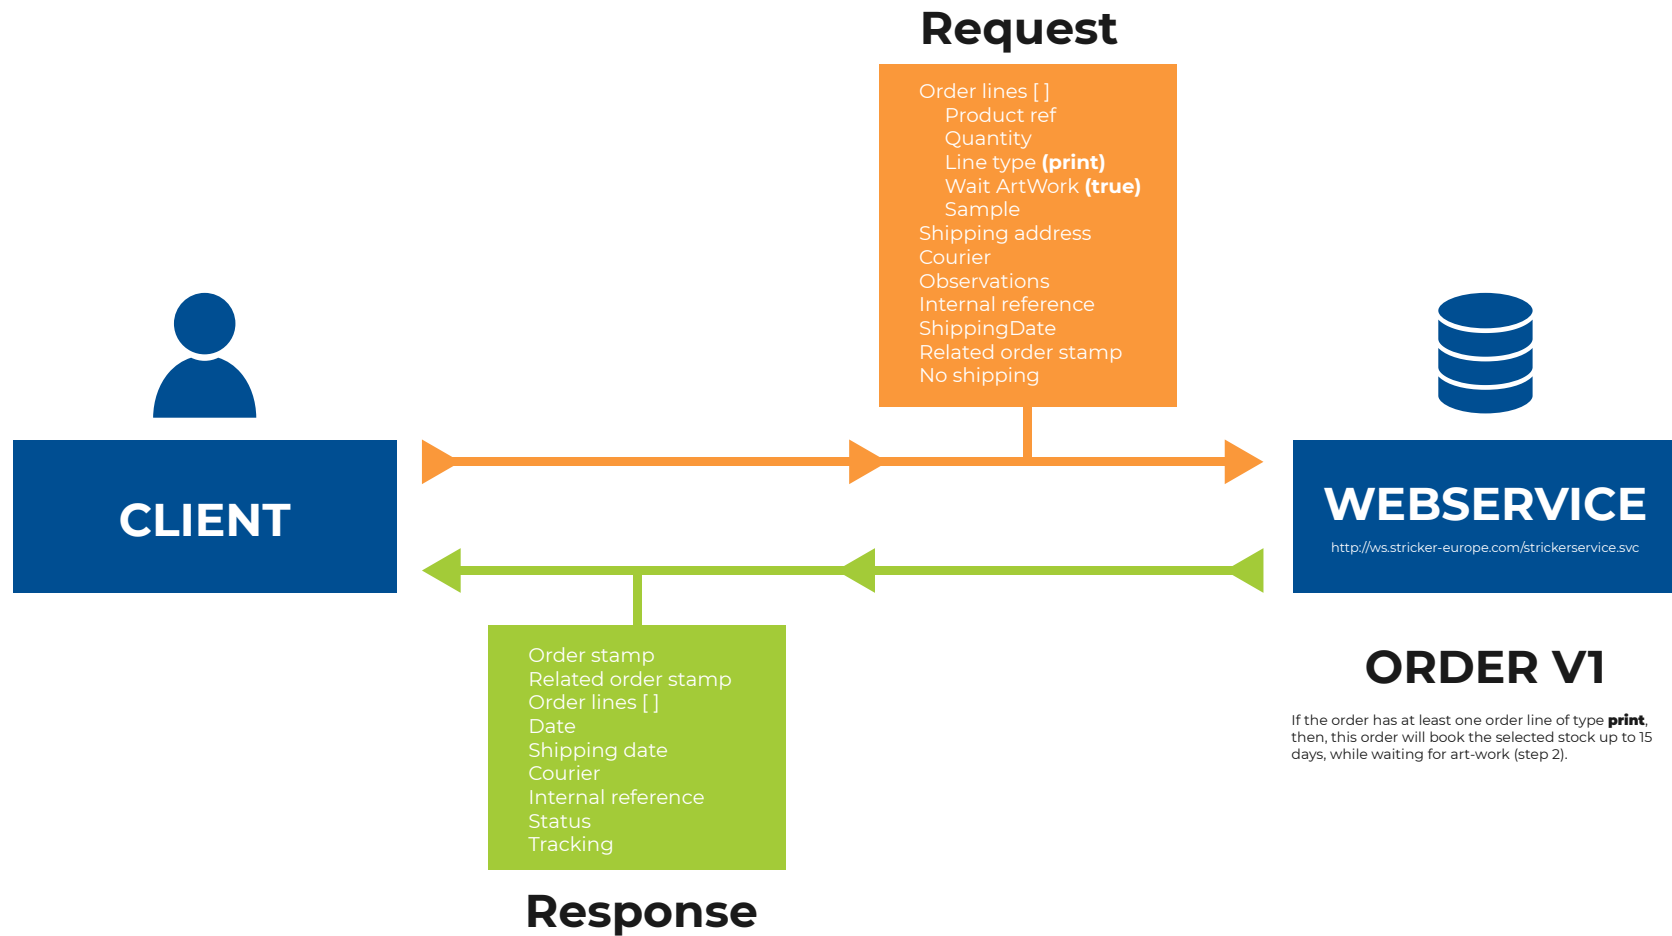 Request
Order lines [ ]
Product ref
Quantity
Line type (print)
Wait ArtWork (true)
Sample
Shipping address
Courier
Observations
Internal reference
ShippingDate
Related order stamp
No shipping
CLIENT
WEBSERVICE
http://ws.stricker-europe.com/strickerservice.svc
Order stamp
Related order stamp
Order lines [ ]
Date
Shipping date
Courier
Internal reference
Status
Tracking
Response
ORDER V1
If the order has at least one order line of type print,
then, this order will book the selected stock up to 15
days, while waiting for art-work (step 2).